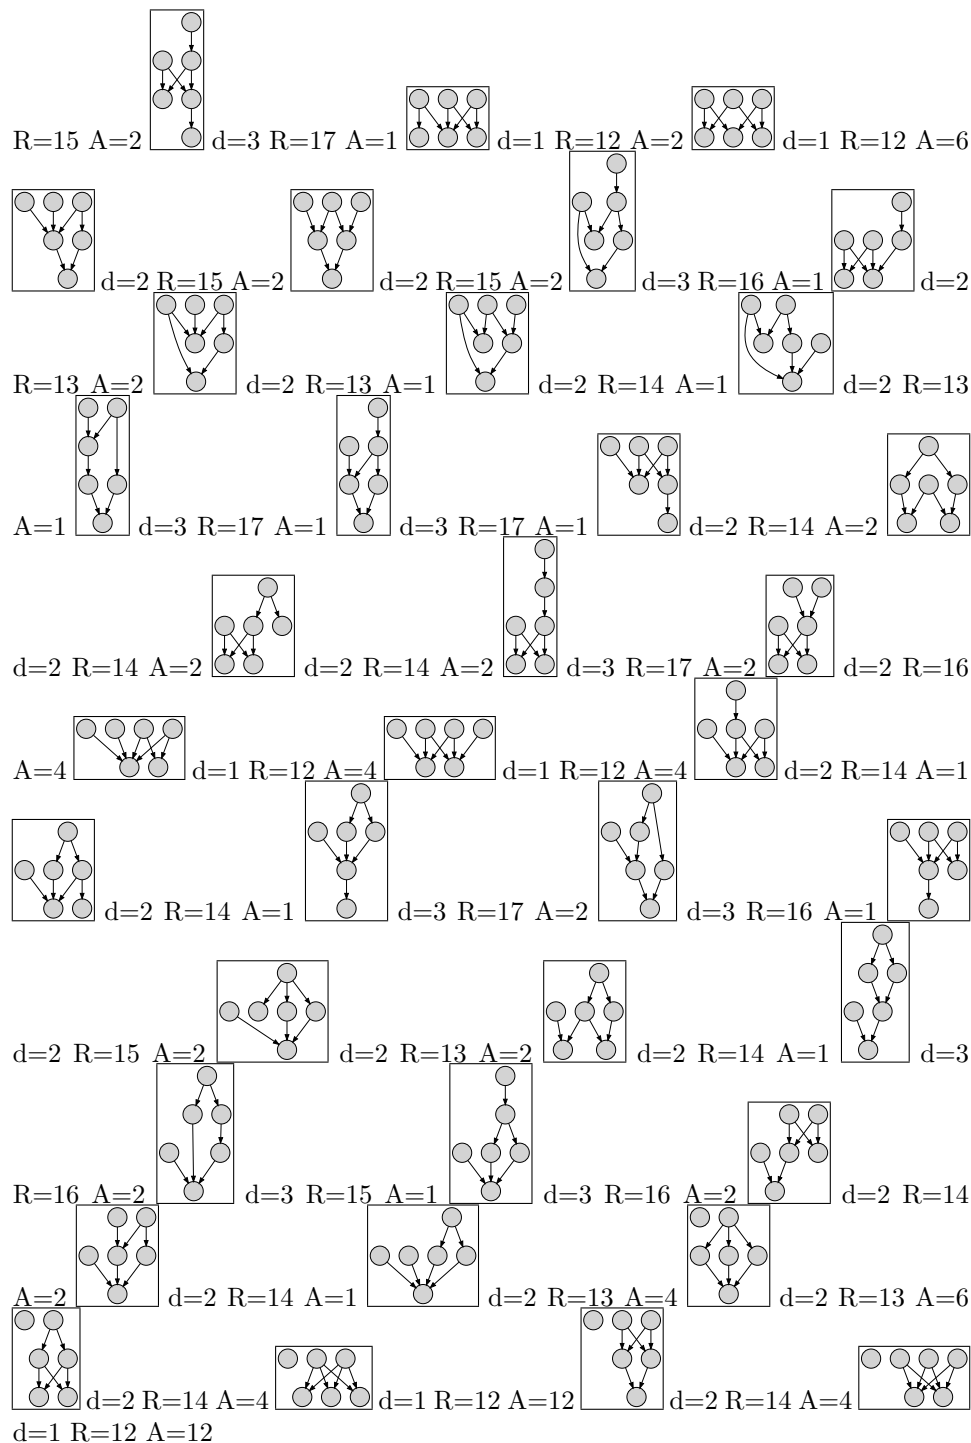 R=15 A=2 d=3 R=17 A=1 d=1 R=12 A=2 d=1 R=12 A=6
d=2 R=15 A=2 d=2 R=15 A=2 d=3 R=16 A=1 d=2
R=13 A=2 d=2 R=13 A=1 d=2 R=14 A=1 d=2 R=13
A=1 d=3 R=17 A=1 d=3 R=17 A=1 d=2 R=14 A=2
d=2 R=14 A=2 d=2 R=14 A=2 d=3 R=17 A=2 d=2 R=16
A=4 d=1 R=12 A=4 d=1 R=12 A=4 d=2 R=14 A=1
d=2 R=14 A=1 d=3 R=17 A=2 d=3 R=16 A=1
d=2 R=15 A=2 d=2 R=13 A=2 d=2 R=14 A=1 d=3
R=16 A=2 d=3 R=15 A=1 d=3 R=16 A=2 d=2 R=14
A=2 d=2 R=14 A=1 d=2 R=13 A=4 d=2 R=13 A=6
d=2 R=14 A=4 d=1 R=12 A=12 d=2 R=14 A=4
d=1 R=12 A=12